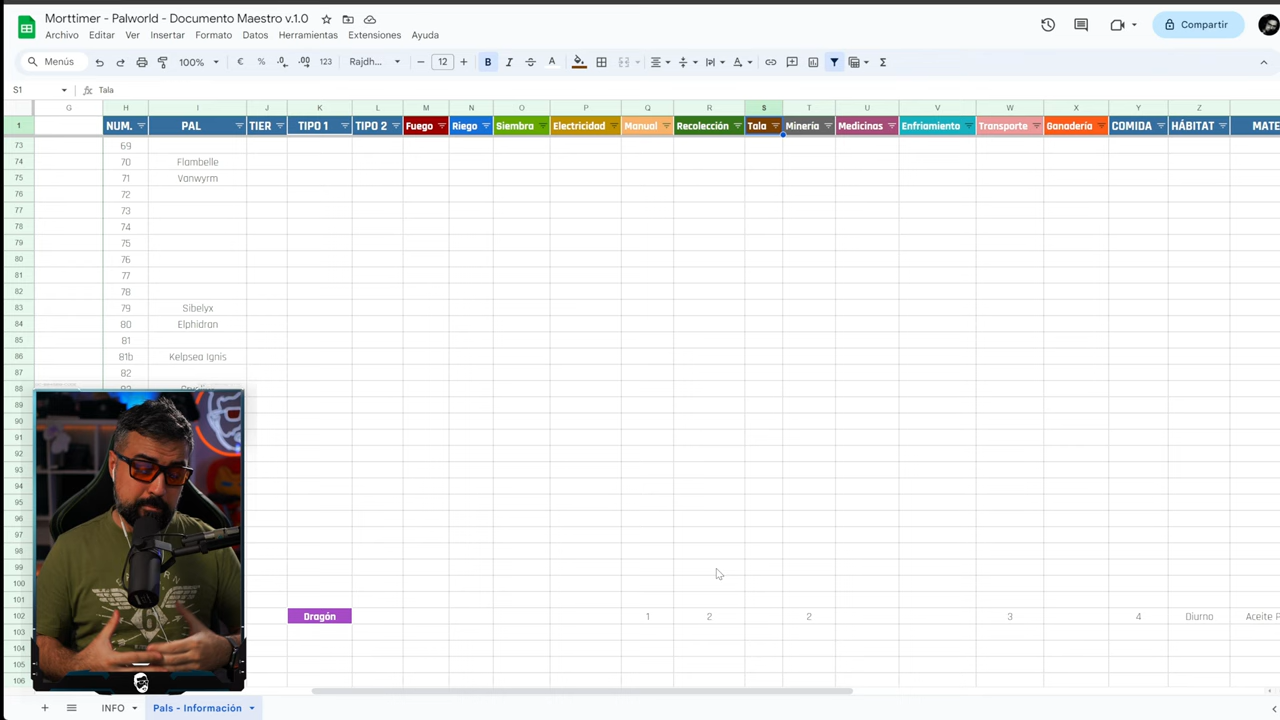 Morttimer - Palworld - Documento Maestro v.1.0
Compartir
Archivo Editar Ver Insertar Formato Datos Herramientas Extensiones Ayuda
Menús 100% € % .0 .00 123 Rajdh... − 12 + B I A Σ
S1 fx Tala
G H I J K L M N O P Q R S T U V W X Y Z
1 NUM. PAL TIER TIPO 1 TIPO 2 Fuego Riego Siembra Electricidad Manual Recolección Tala Minería Medicinas Enfriamiento Transporte Ganadería COMIDA HÁBITAT MATE
73 69
74 70 Flambelle
75 71 Vanwyrm
76 72
77 73
78 74
79 75
80 76
81 77
82 78
83 79 Sibelyx
84 80 Elphidran
85 81
86 81b Kelpsea Ignis
87 82
88
89
90
91
92
93
94
95
96
97
98
99
100
101
102 Dragón 1 2 2 3 4 Diurno Aceite P
103
104
105
106
INFO Pals - Información